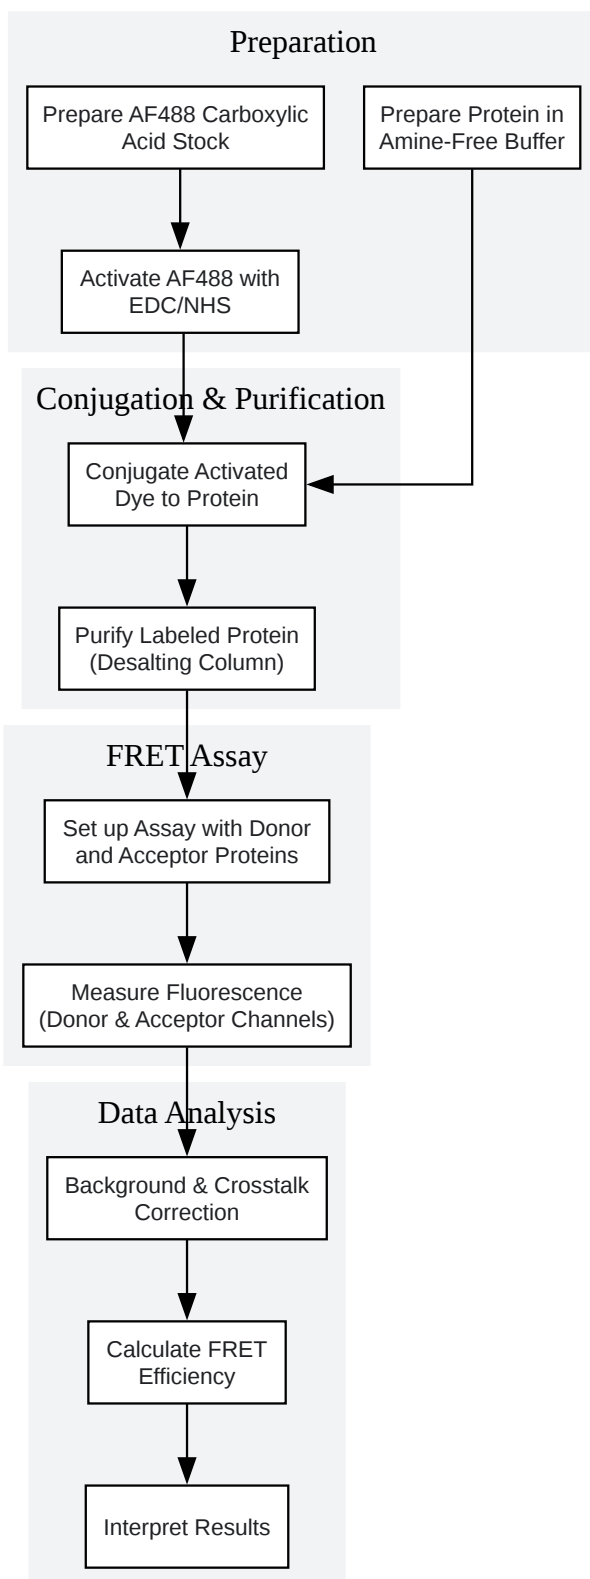 Preparation
Prepare AF488 Carboxylic
Acid Stock
Prepare Protein in
Amine-Free Buffer
Activate AF488 with
EDC/NHS
Conjugation & Purification
Conjugate Activated
Dye to Protein
Purify Labeled Protein
(Desalting Column)
FRET Assay
Set up Assay with Donor
and Acceptor Proteins
Measure Fluorescence
(Donor & Acceptor Channels)
Data Analysis
Background & Crosstalk
Correction
Calculate FRET
Efficiency
Interpret Results